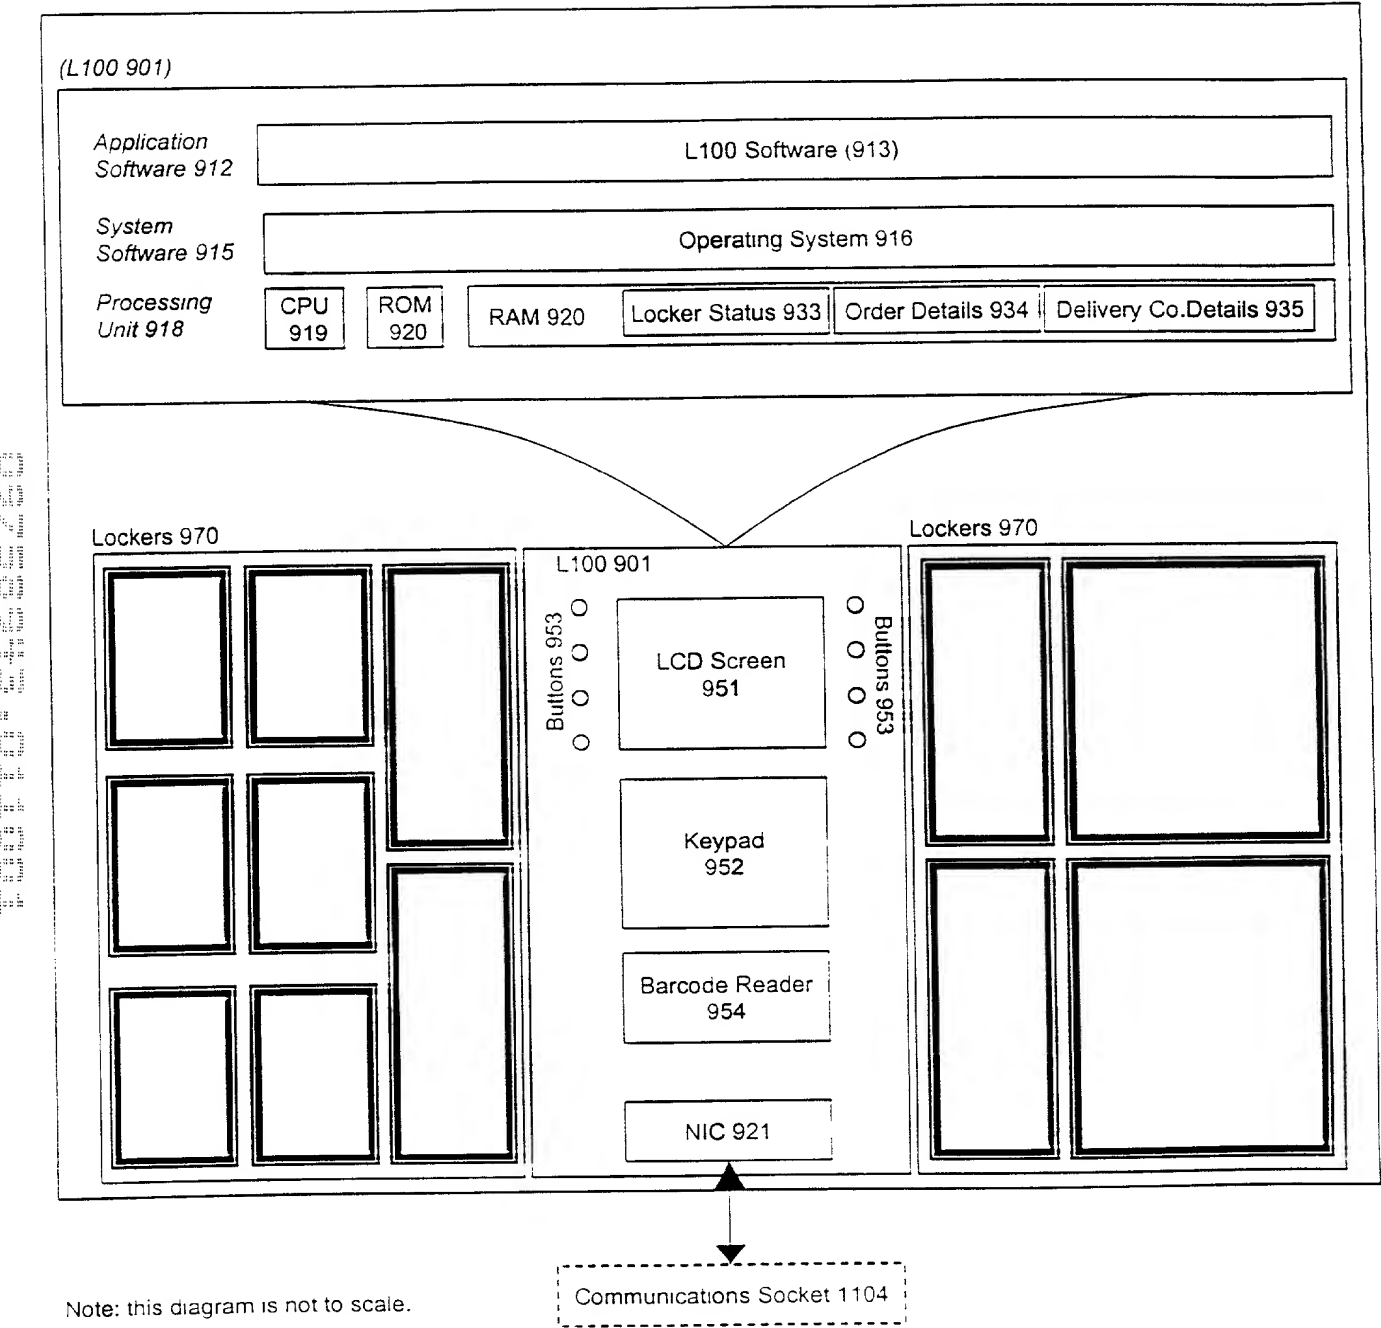 (L100 901)
Application
Software 912
L100 Software (913)
System
Software 915
Operating System 916
Processing
Unit 918
CPU
919
ROM
920
RAM 920
Locker Status 933
Order Details 934
Delivery Co.Details 935
Lockers 970
L100 901
Lockers 970
Buttons 953
LCD Screen
951
Buttons 953
Keypad
952
Barcode Reader
954
NIC 921
Communications Socket 1104
Note: this diagram is not to scale.